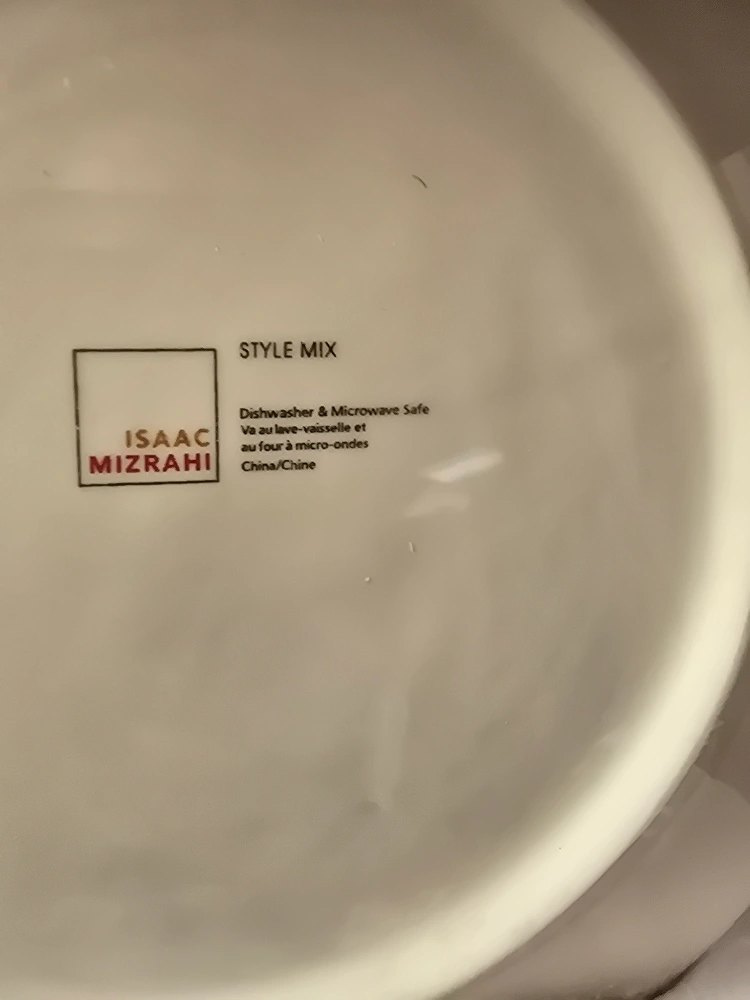 ISAAC
MIZRAHI
STYLE MIX
Dishwasher & Microwave Safe
Va au lave-vaisselle et
au four à micro-ondes
China/Chine